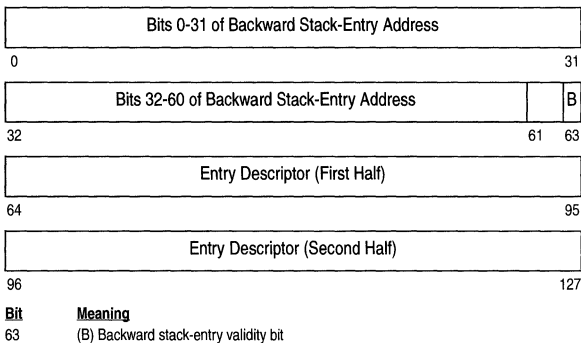 Bits 0-31 of Backward Stack-Entry Address
0 31
Bits 32-60 of Backward Stack-Entry Address B
32 61 63
Entry Descriptor (First Half)
64 95
Entry Descriptor (Second Half)
96 127
Bit Meaning
63 (B) Backward stack-entry validity bit